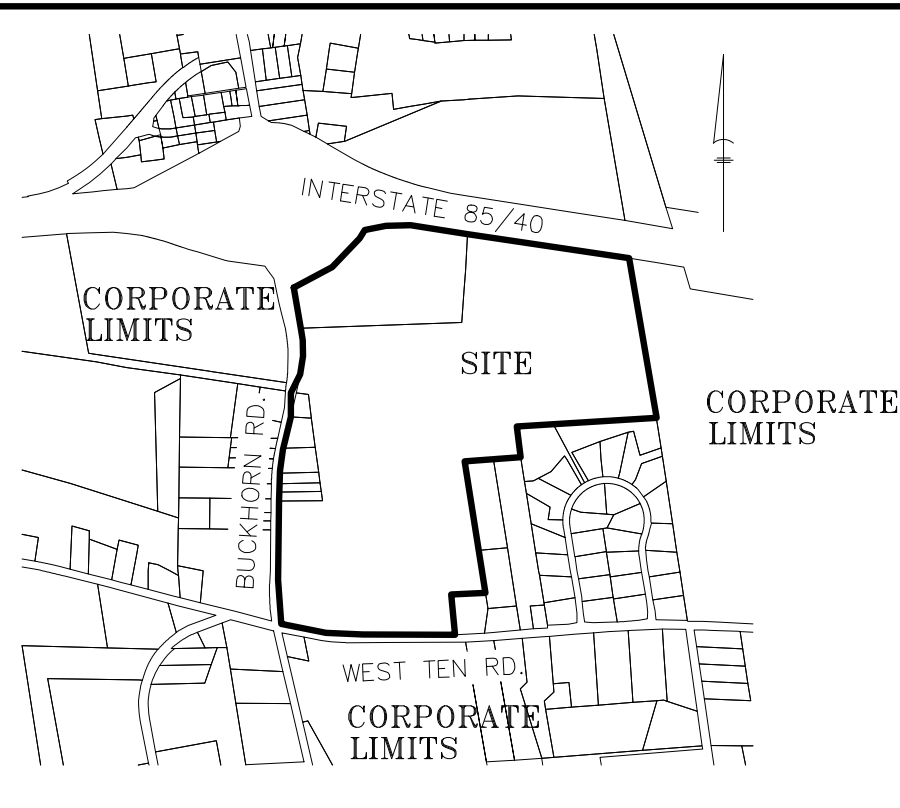 INTERSTATE 85/40
CORPORATE
LIMITS
SITE
CORPORATE
LIMITS
BUCKHORN RD.
WEST TEN RD.
CORPORATE
LIMITS